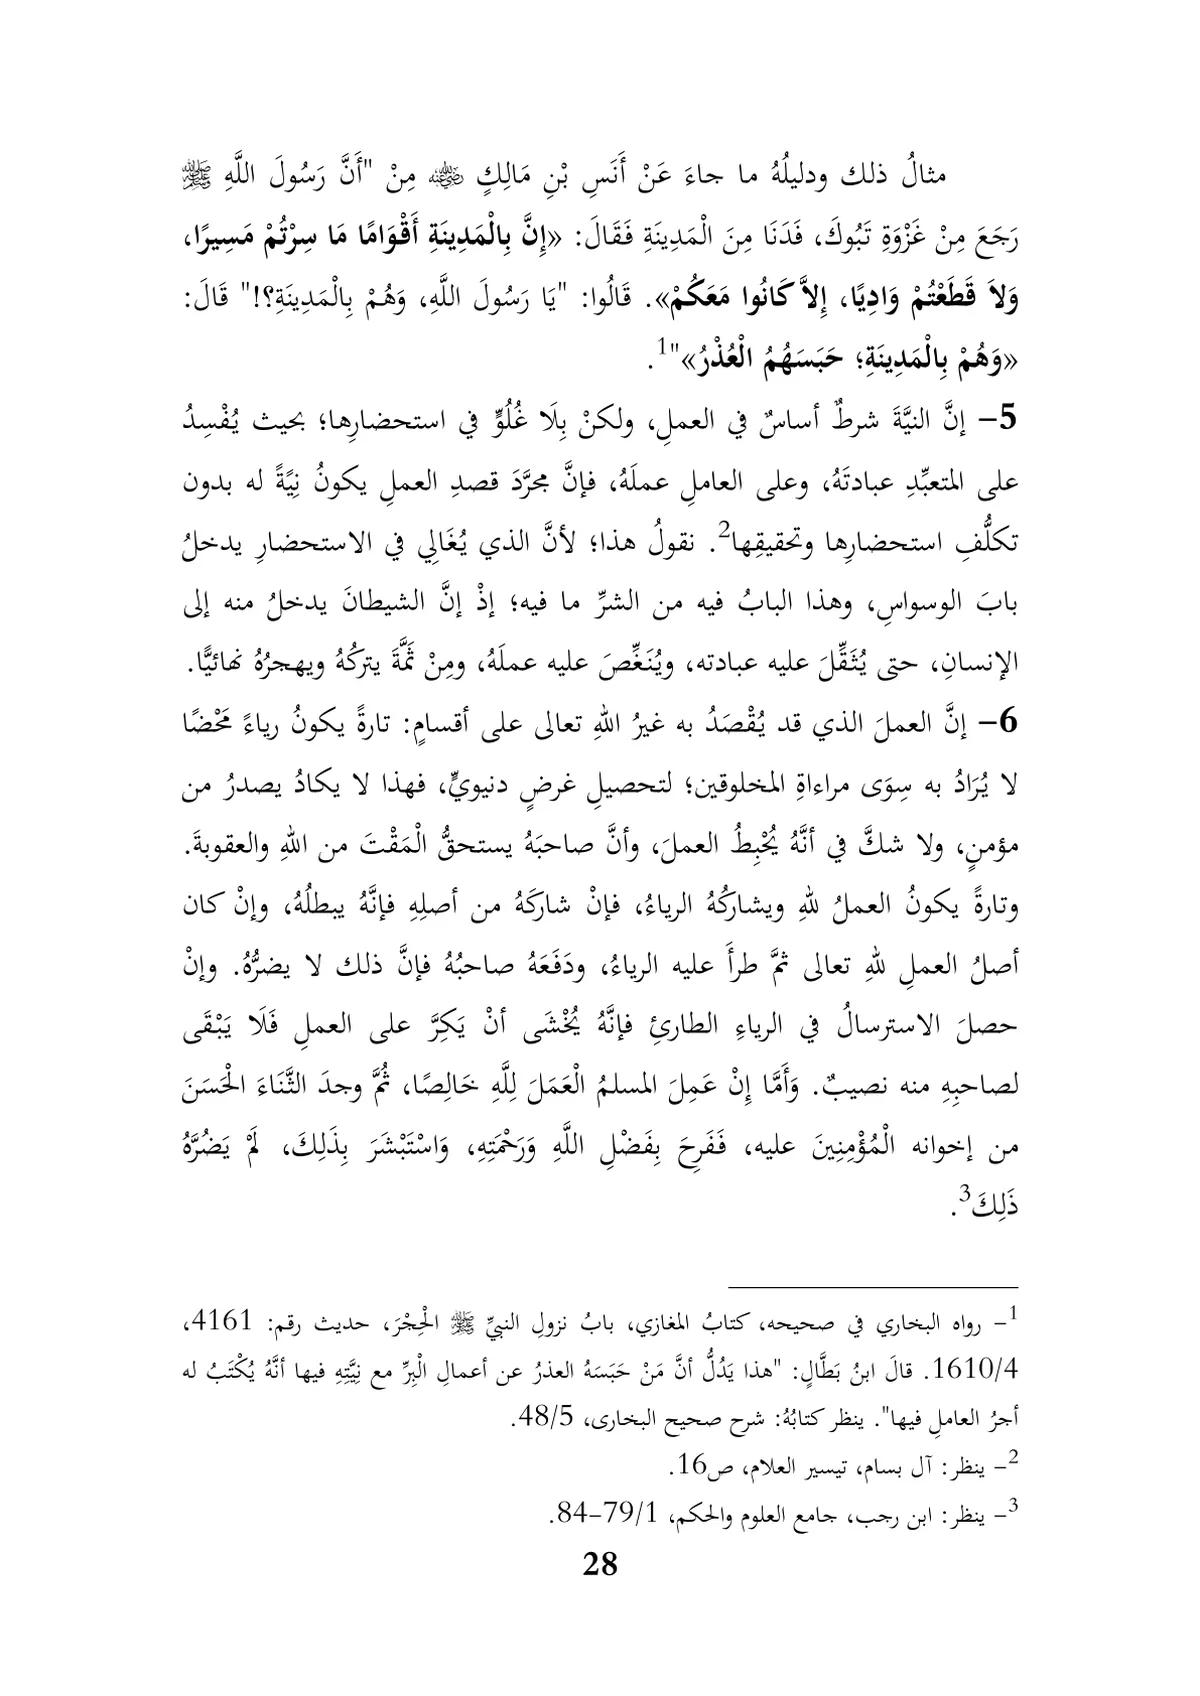 مثالُ ذلك ودليلُهُ ما جاءَ عَنْ أَنَسِ بْنِ مَالِكٍ ﵁ مِنْ "أَنَّ رَسُولَ اللَّهِ ﷺ
رَجَعَ مِنْ غَزْوَةِ تَبُوكَ، فَدَنَا مِنَ الْمَدِينَةِ فَقَالَ: «إِنَّ بِالْمَدِينَةِ أَقْوَامًا مَا سِرْتُمْ مَسِيرًا،
وَلاَ قَطَعْتُمْ وَادِيًا، إِلاَّ كَانُوا مَعَكُمْ». قَالُوا: "يَا رَسُولَ اللَّهِ، وَهُمْ بِالْمَدِينَةِ؟!" قَالَ:
«وَهُمْ بِالْمَدِينَةِ؛ حَبَسَهُمُ الْعُذْرُ»"1.
5- إنَّ النيَّةَ شرطٌ أساسٌ في العملِ، ولكنْ بِلَا غُلُوٍّ في استحضارِها؛ بحيث يُفْسِدُ
على المتعبِّدِ عبادتَهُ، وعلى العاملِ عملَهُ، فإنَّ مجرَّدَ قصدِ العملِ يكونُ نِيَّةً له بدون
تكلُّفِ استحضارِها وتحقيقِها2. نقولُ هذا؛ لأنَّ الذي يُغَالِي في الاستحضارِ يدخلُ
بابَ الوسواسِ، وهذا البابُ فيه من الشرِّ ما فيه؛ إذْ إنَّ الشيطانَ يدخلُ منه إلى
الإنسانِ، حتى يُثَقِّلَ عليه عبادته، ويُنَغِّصَ عليه عملَهُ، ومِنْ ثَمَّةَ يتركُهُ ويهجرُهُ نهائيًّا.
6- إنَّ العملَ الذي قد يُقْصَدُ به غيرُ اللهِ تعالى على أقسامٍ: تارةً يكونُ رياءً مَحْضًا
لا يُرَادُ به سِوَى مراءاةِ المخلوقين؛ لتحصيلِ غرضٍ دنيويٍّ، فهذا لا يكادُ يصدرُ من
مؤمنٍ، ولا شكَّ في أنَّهُ يُحْبِطُ العملَ، وأنَّ صاحبَهُ يستحقُّ الْمَقْتَ من اللهِ والعقوبةَ.
وتارةً يكونُ العملُ للهِ ويشاركُهُ الرياءُ، فإنْ شاركَهُ من أصلِهِ فإنَّهُ يبطلُهُ، وإنْ كان
أصلُ العملِ للهِ تعالى ثمَّ طرأَ عليه الرياءُ، ودَفَعَهُ صاحبُهُ فإنَّ ذلك لا يضرُّهُ. وإنْ
حصلَ الاسترسالُ في الرياءِ الطارئِ فإنَّهُ يُخْشَى أنْ يَكِرَّ على العملِ فَلَا يَبْقَى
لصاحبِهِ منه نصيبٌ. وَأَمَّا إِنْ عَمِلَ المسلمُ الْعَمَلَ لِلَّهِ خَالِصًا، ثُمَّ وجدَ الثَّنَاءَ الْحَسَنَ
من إخوانه الْمُؤْمِنِينَ عليه، فَفَرِحَ بِفَضْلِ اللَّهِ وَرَحْمَتِهِ، وَاسْتَبْشَرَ بِذَلِكَ، لَمْ يَضُرَّهُ
ذَلِكَ3.
1- رواه البخاري في صحيحه، كتابُ المغازي، بابُ نزولِ النبيِّ ﷺ الْحِجْرَ، حديث رقم: 4161،
1610/4. قالَ ابنُ بَطَّالٍ: "هذا يَدُلُّ أنَّ مَنْ حَبَسَهُ العذرُ عن أعمالِ الْبِرِّ مع نِيَّتِهِ فيها أنَّهُ يُكْتَبُ له
أجرُ العاملِ فيها". ينظر كتابُهُ: شرح صحيح البخارى، 48/5.
2- ينظر: آل بسام، تيسير العلام، ص16.
3- ينظر: ابن رجب، جامع العلوم والحكم، 79/1-84.
28